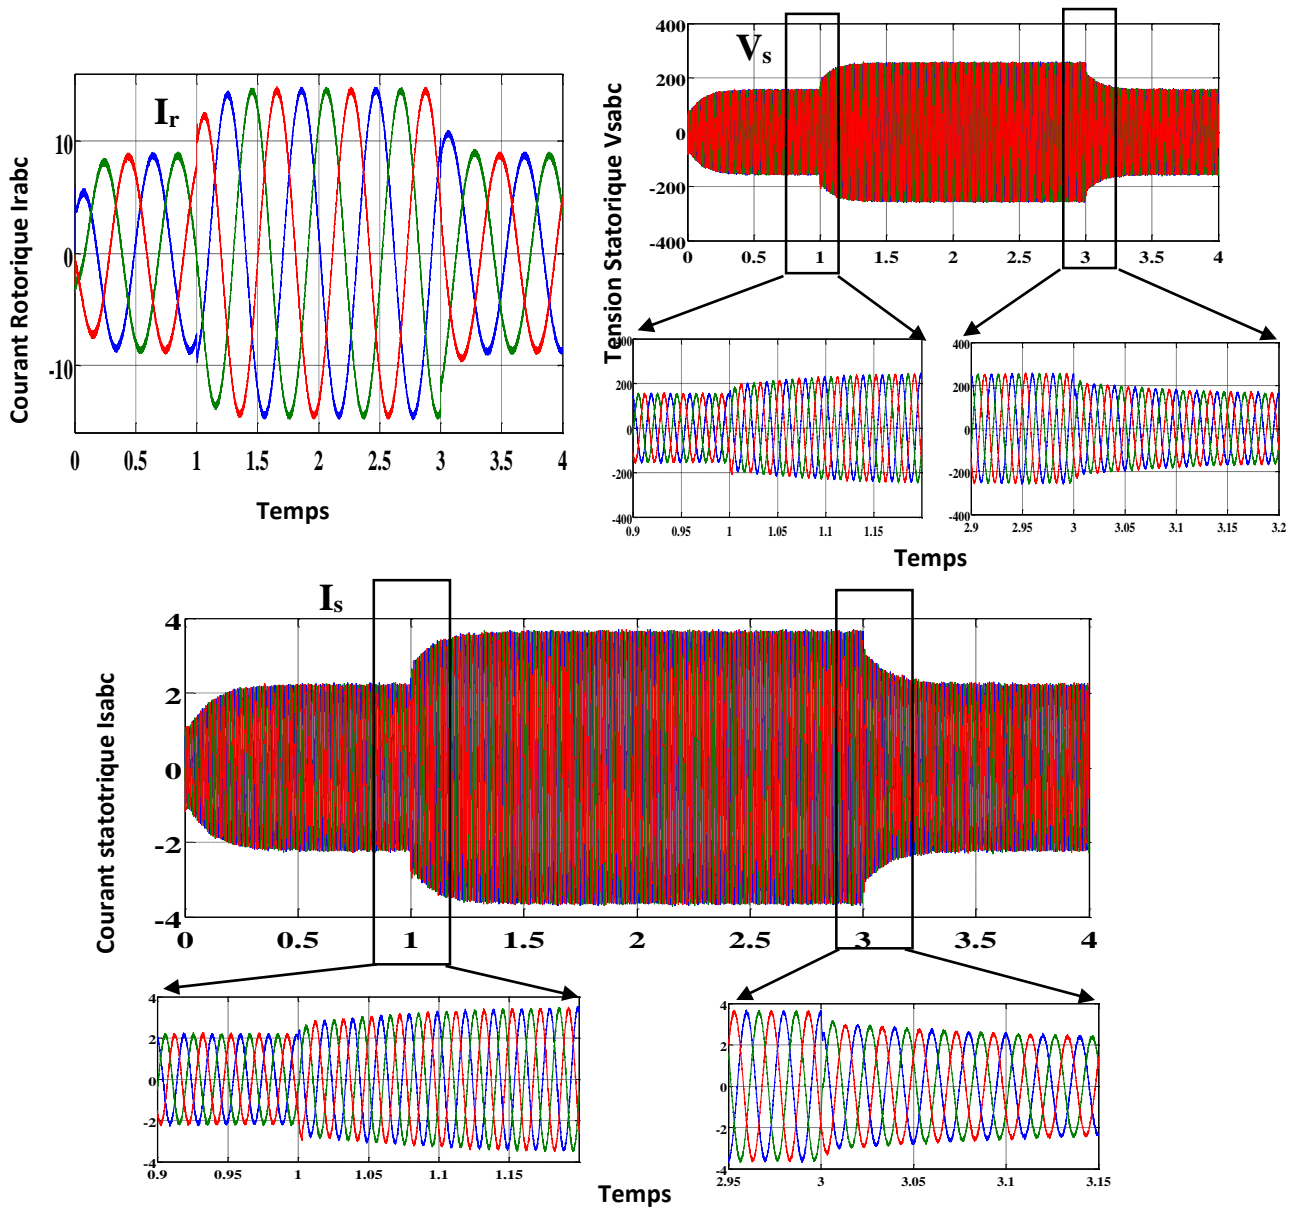 I_r
Courant Rotorique Irabc
10
0
-10
0 0.5 1 1.5 2 2.5 3 3.5 4
Temps
V_s
Tension Statorique Vsabc
400
200
0
-200
-400
0 0.5 1 1.5 2 2.5 3 3.5 4
400
200
0
-200
-400
0.9 0.95 1 1.05 1.1 1.15
400
200
0
-200
-400
2.9 2.95 3 3.05 3.1 3.15 3.2
Temps
I_s
Courant statotrique Isabc
4
2
0
-2
-4
0 0.5 1 1.5 2 2.5 3 3.5 4
4
2
0
-2
-4
0.9 0.95 1 1.05 1.1 1.15
4
2
0
-2
-4
2.95 3 3.05 3.1 3.15
Temps